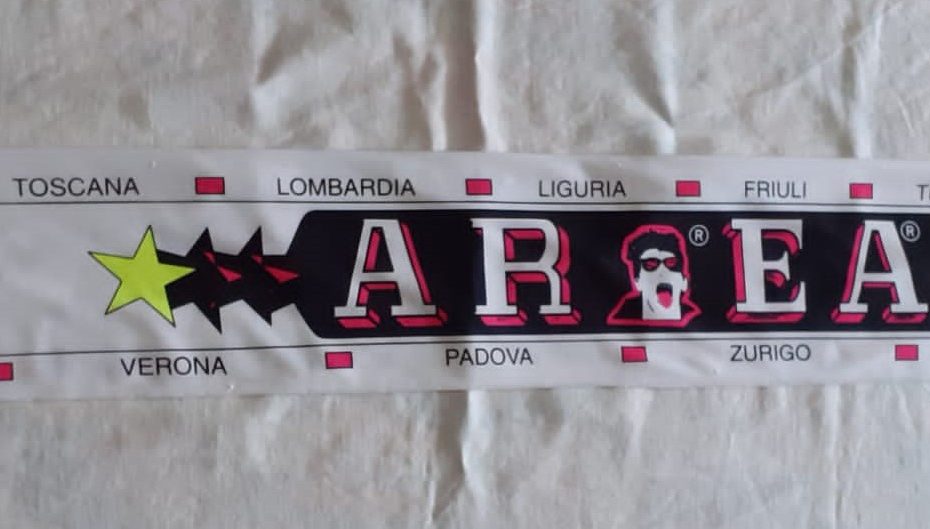 TOSCANA LOMBARDIA LIGURIA FRIULI
AR ® EA ®
VERONA PADOVA ZURIGO